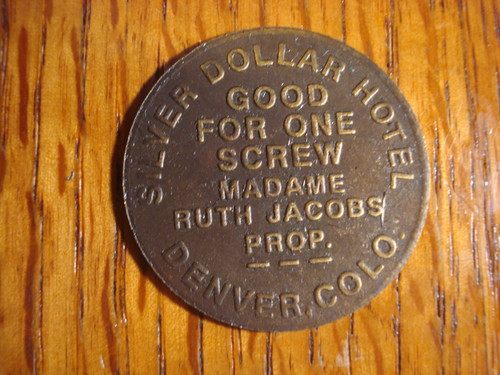 SILVER DOLLAR HOTEL
GOOD
FOR ONE
SCREW
MADAME
RUTH JACOBS
PROP.
DENVER, COLO.